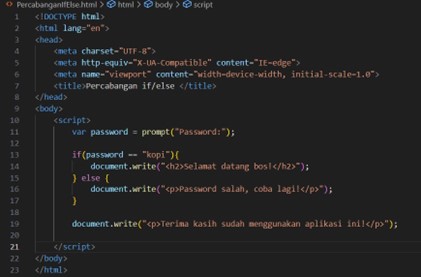 PercabanganIfElse.html > html > body > script
1 <!DOCTYPE html>
2 <html lang="en">
3 <head>
4 <meta charset="UTF-8">
5 <meta http-equiv="X-UA-Compatible" content="IE=edge">
6 <meta name="viewport" content="width=device-width, initial-scale=1.0">
7 <title>Percabangan if/else </title>
8 </head>
9 <body>
10 <script>
11 var password = prompt("Password:");
12
13 if(password == "kopi"){
14 document.write("<h2>Selamat datang bos!</h2>");
15 } else {
16 document.write("<p>Password salah, coba lagi!</p>");
17 }
18
19 document.write("<p>Terima kasih sudah menggunakan aplikasi ini!</p>");
20
21 </script>
22 </body>
23 </html>